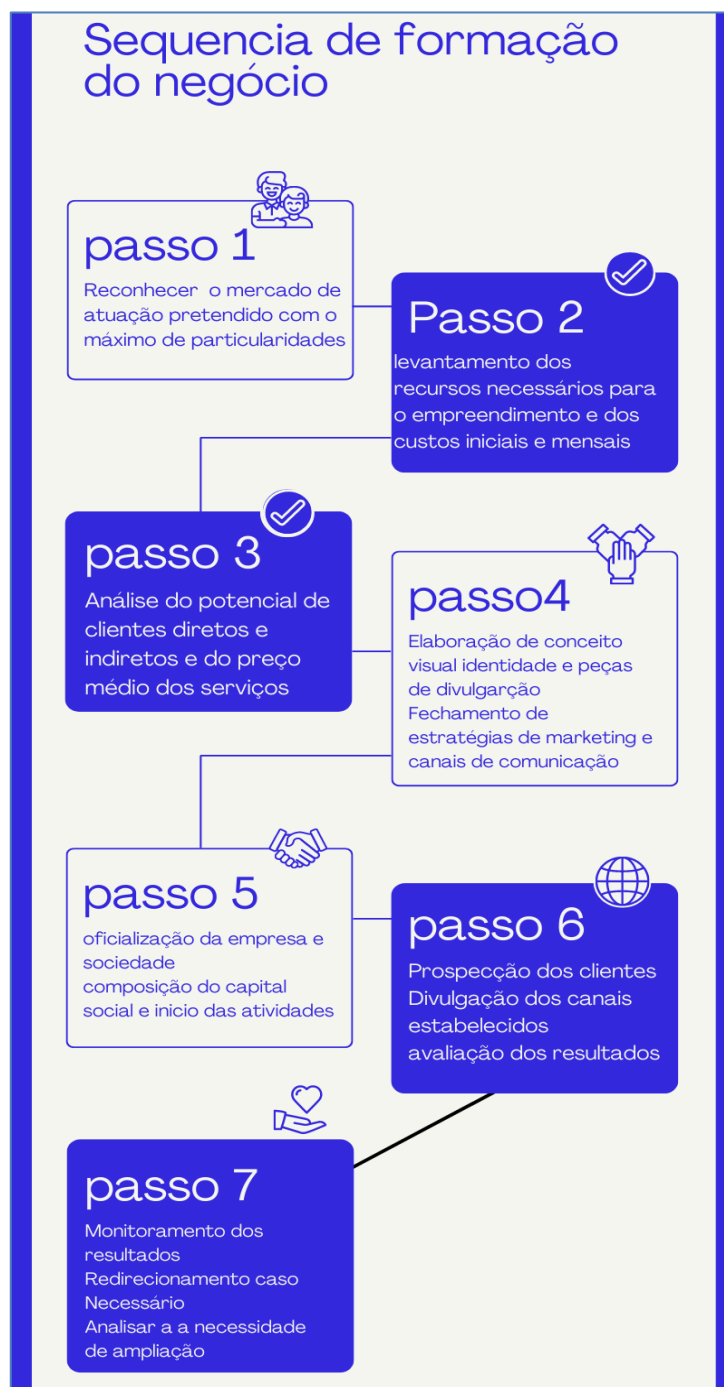 Sequencia de formação
do negócio
passo 1
Reconhecer o mercado de
atuação pretendido com o
máximo de particularidades
Passo 2
levantamento dos
recursos necessários para
o empreendimento e dos
custos iniciais e mensais
passo 3
Análise do potencial de
clientes diretos e
indiretos e do preço
médio dos serviços
passo4
Elaboração de conceito
visual identidade e peças
de divulgarção
Fechamento de
estratégias de marketing e
canais de comunicação
passo 5
oficialização da empresa e
sociedade
composição do capital
social e inicio das atividades
passo 6
Prospecção dos clientes
Divulgação dos canais
estabelecidos
avaliação dos resultados
passo 7
Monitoramento dos
resultados
Redirecionamento caso
Necessário
Analisar a a necessidade
de ampliação